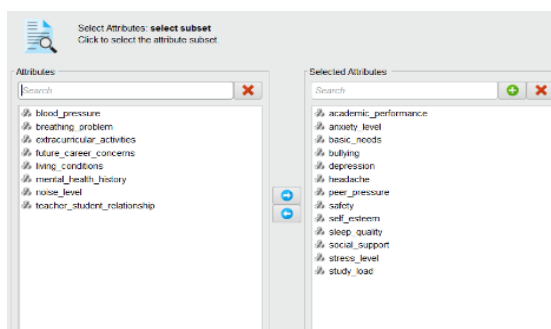 Select Attributes: select subset
Click to select the attribute subset.
Attributes
Search
blood_pressure
breathing_problem
extracurricular_activities
future_career_concerns
living_conditions
mental_health_history
noise_level
teacher_student_relationship
Selected Attributes
Search
academic_performance
anxiety_level
basic_needs
bullying
depression
headache
peer_pressure
safety
self_esteem
sleep_quality
social_support
stress_level
study_load